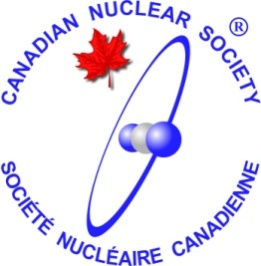 CANADIAN NUCLEAR SOCIETY ®
SOCIÉTÉ NUCLÉAIRE CANADIENNE